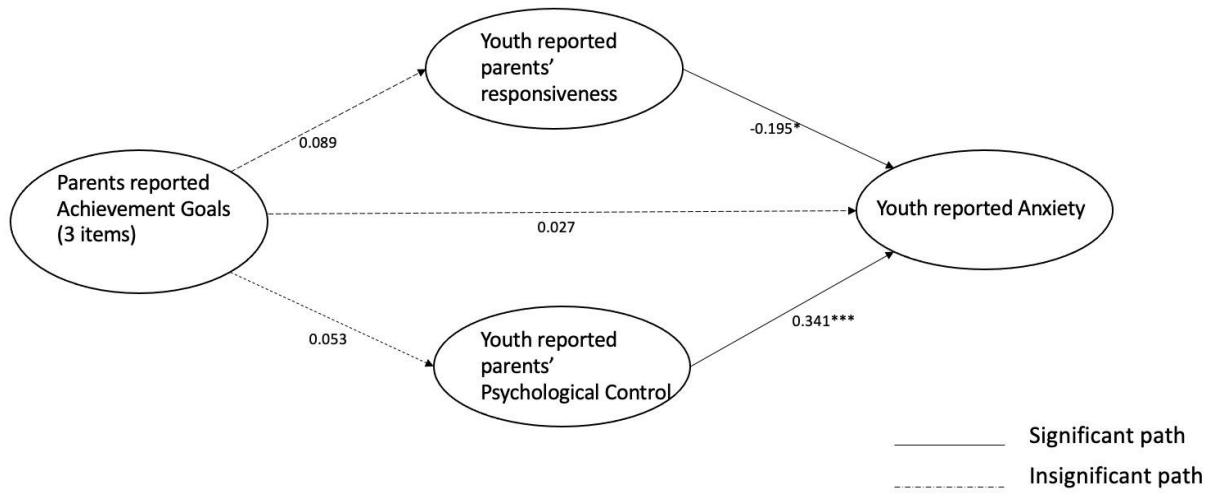 Youth reported
parents’
responsiveness
0.089
-0.195*
Parents reported
Achievement Goals
(3 items)
0.027
Youth reported Anxiety
0.053
0.341***
Youth reported
parents’
Psychological Control
Significant path
Insignificant path